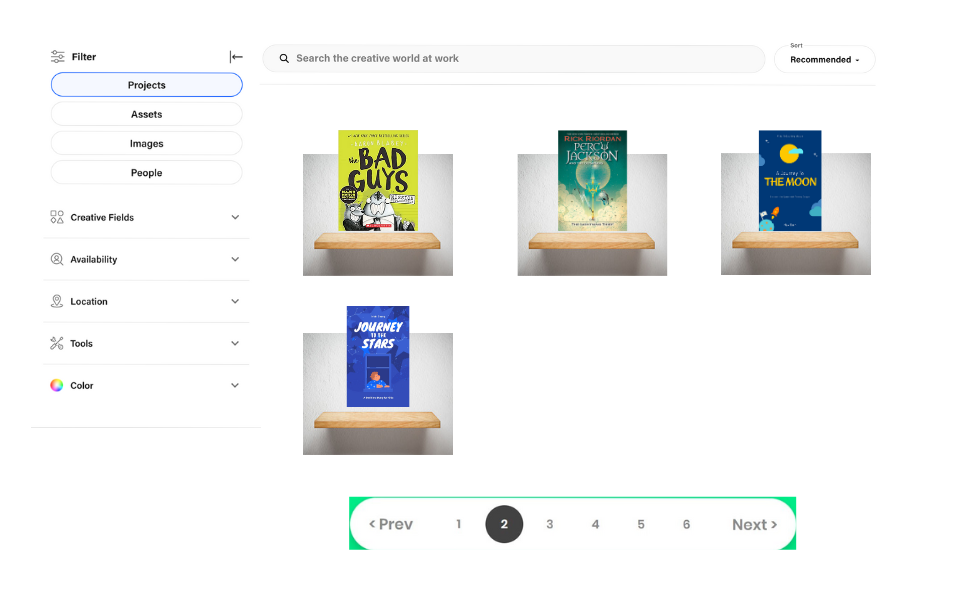 Filter
Projects
Assets
Images
People
Creative Fields
Availability
Location
Tools
Color
Search the creative world at work
Sort
Recommended
the BAD
GUYS
RICK RIORDAN
PERCY
JACKSON
A Journey to
THE MOON
JOURNEY
TO THE
STARS
< Prev
1
2
3
4
5
6
Next >